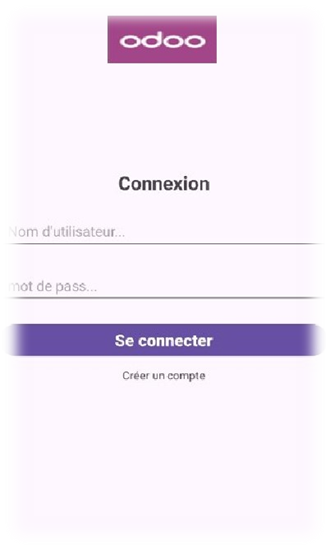 odoo
Connexion
Nom d'utilisateur...
mot de pass...
Se connecter
Créer un compte